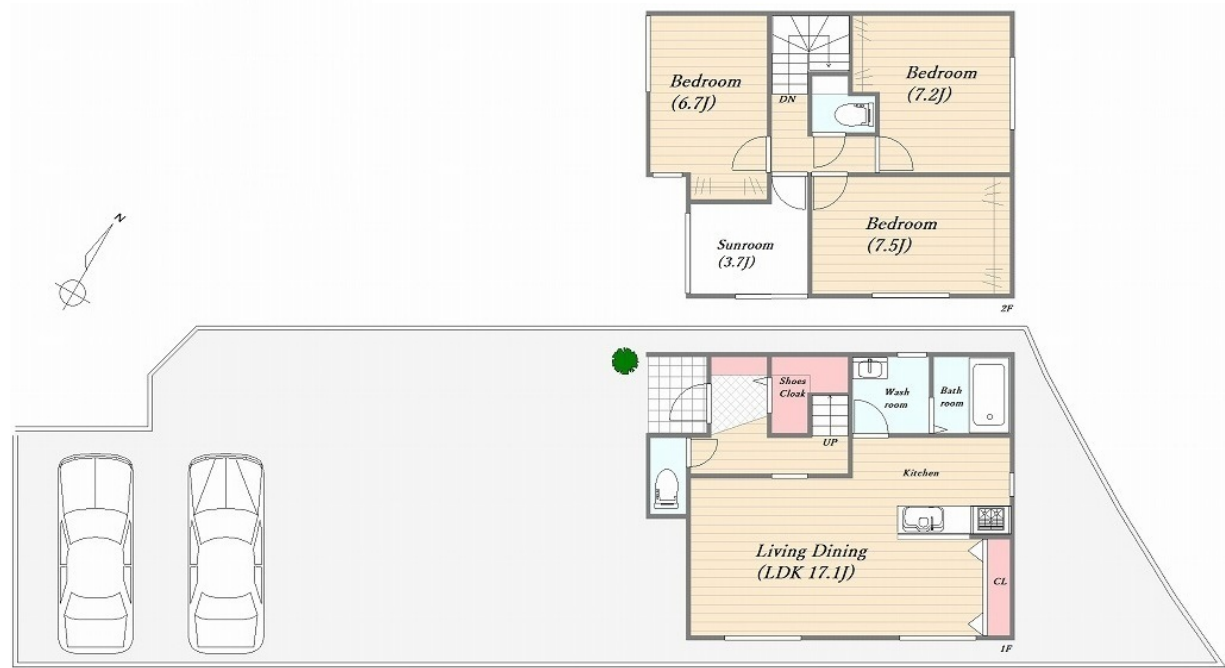 Bedroom
(6.7J)
DN
Bedroom
(7.2J)
Bedroom
(7.5J)
Sunroom
(3.7J)
2F
N
Shoes
Cloak
Wash
room
Bath
room
UP
Kitchen
Living Dining
(LDK 17.1J)
CL
1F